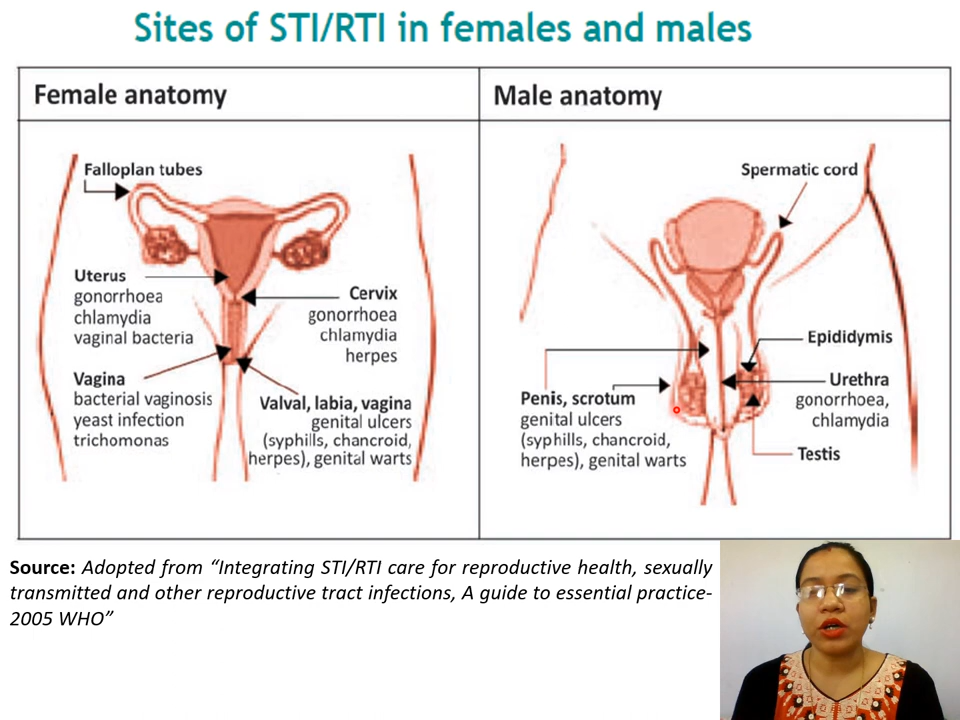 Sites of STI/RTI in females and males
Female anatomy
Falloplan tubes
Uterus
gonorrhoea
chlamydia
vaginal bacteria
Cervix
gonorrhoea
chlamydia
herpes
Vagina
bacterial vaginosis
yeast infection
trichomonas
Valval, labia, vagina
genital ulcers
(syphills, chancroid,
herpes), genital warts
Male anatomy
Spermatic cord
Epididymis
Penis, scrotum
genital ulcers
(syphills, chancroid,
herpes), genital warts
Urethra
gonorrhoea,
chlamydia
Testis
Source: Adopted from “Integrating STI/RTI care for reproductive health, sexually
transmitted and other reproductive tract infections, A guide to essential practice-
2005 WHO”